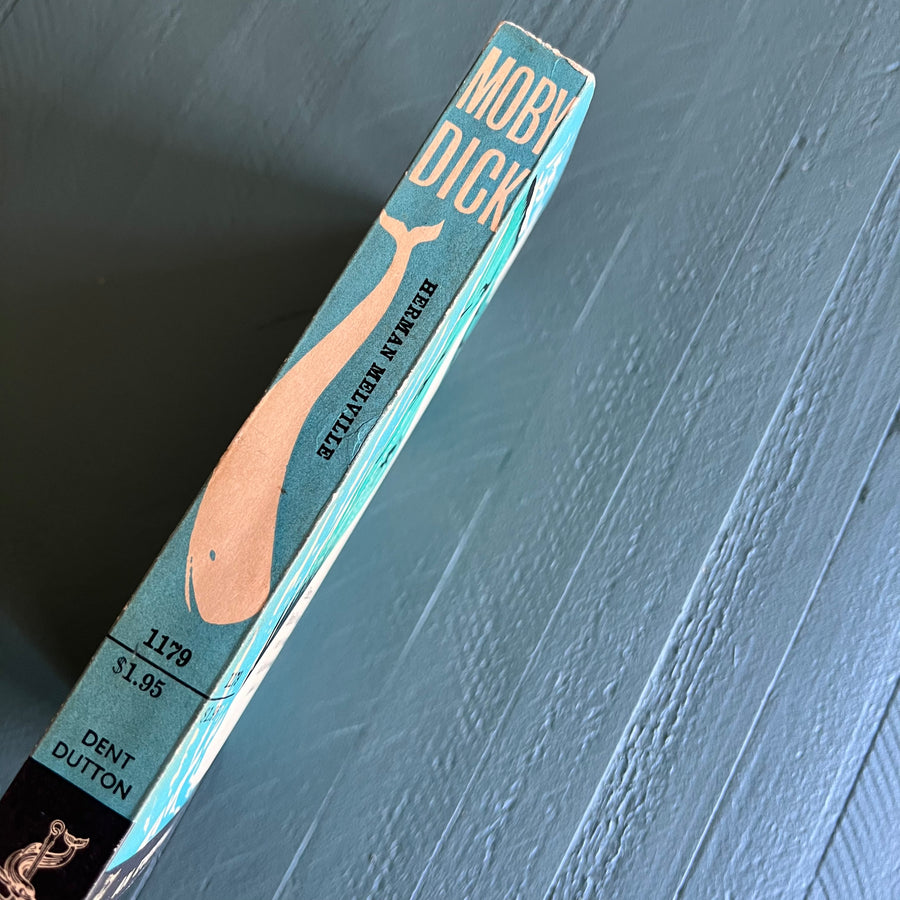 MOBY
DICK
HERMAN MELVILLE
1179
$1.95
DENT
DUTTON